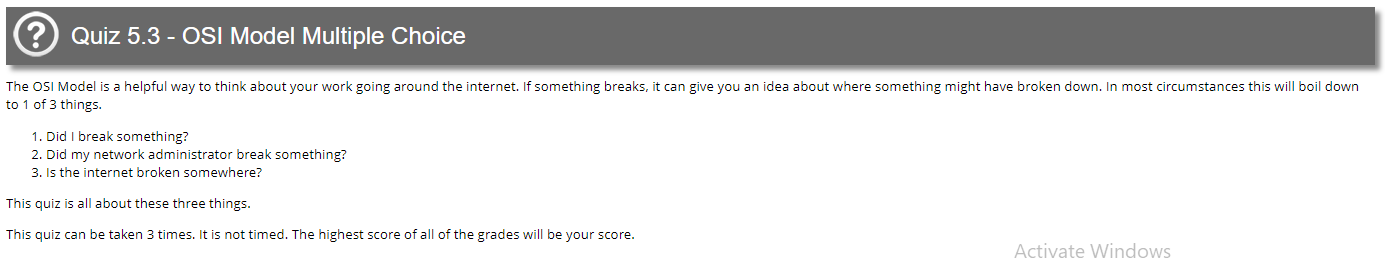 Quiz 5.3 - OSI Model Multiple Choice
The OSI Model is a helpful way to think about your work going around the internet. If something breaks, it can give you an idea about where something might have broken down. In most circumstances this will boil down
to 1 of 3 things.
1. Did I break something?
2. Did my network administrator break something?
3. Is the internet broken somewhere?
This quiz is all about these three things.
This quiz can be taken 3 times. It is not timed. The highest score of all of the grades will be your score.
Activate Windows